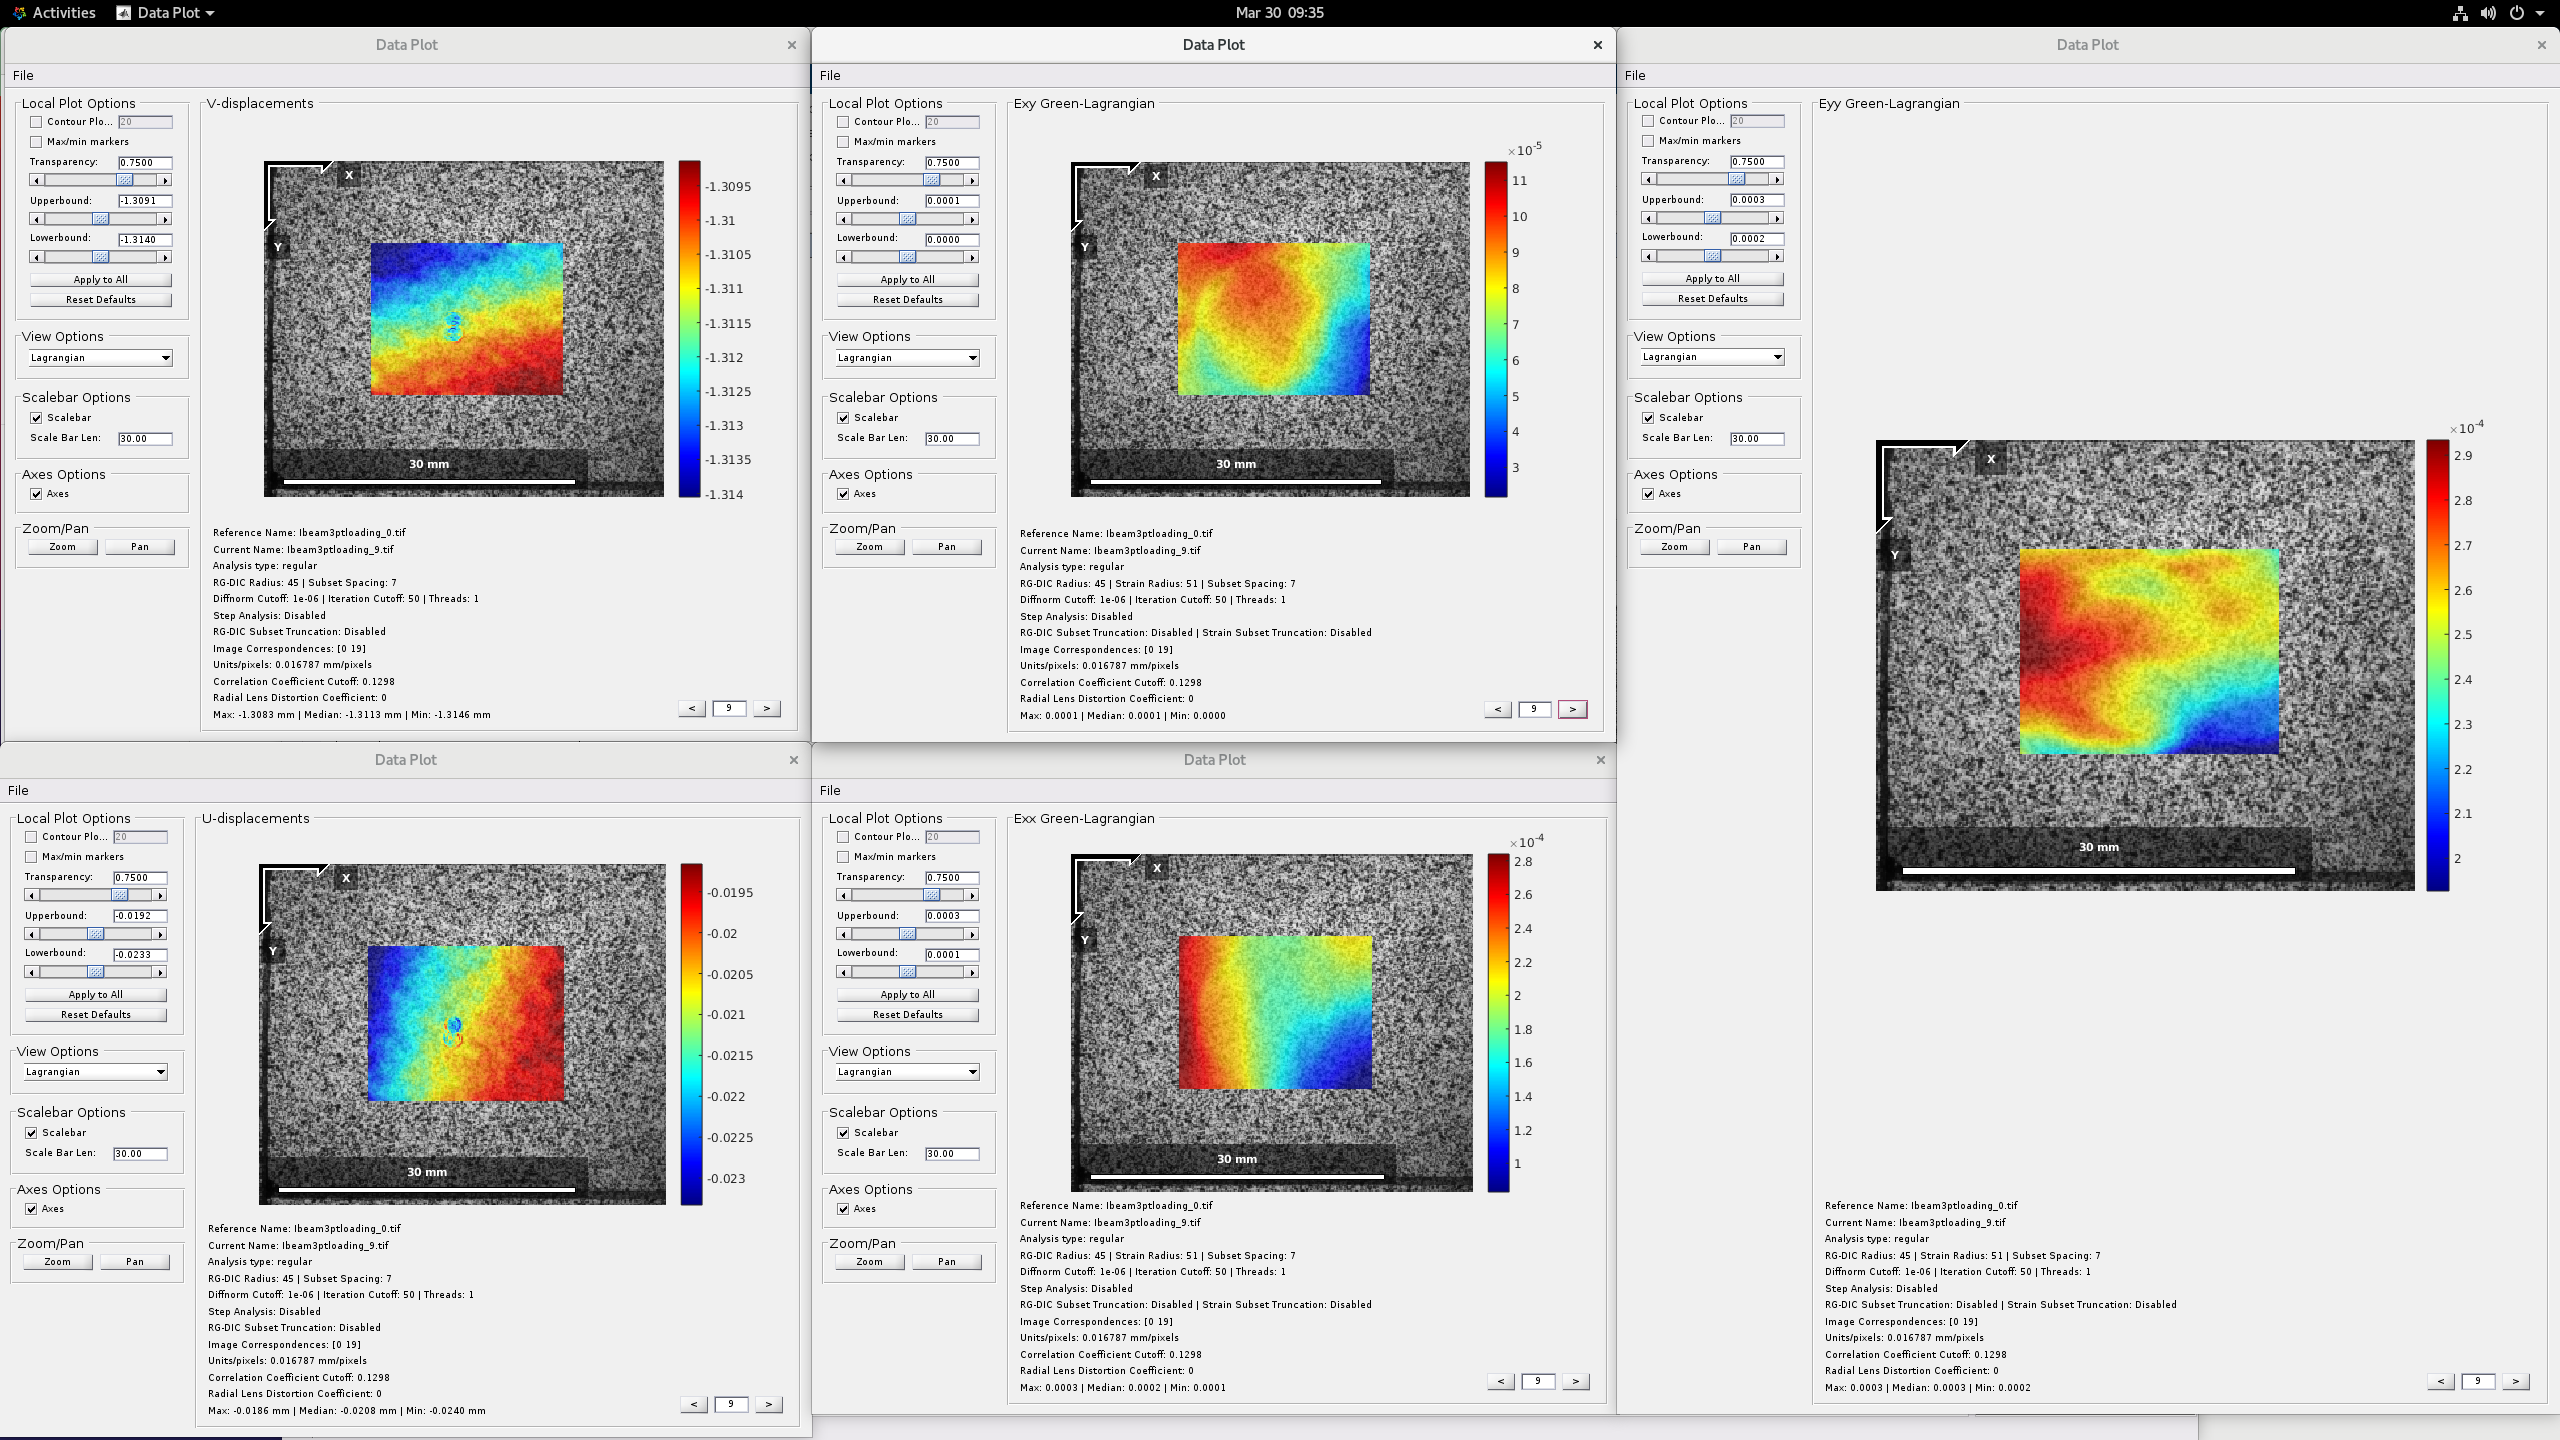 Activities
Data Plot
Mar 30 09:35
Data Plot
File
Local Plot Options
Contour Plo... 20
Max/min markers
Transparency: 0.7500
Upperbound: -1.3091
Lowerbound: -1.3140
Apply to All
Reset Defaults
View Options
Lagrangian
Scalebar Options
Scalebar
Scale Bar Len: 30.00
Axes Options
Axes
Zoom/Pan
Zoom Pan
V-displacements
X
Y
30 mm
-1.3095
-1.31
-1.3105
-1.311
-1.3115
-1.312
-1.3125
-1.313
-1.3135
-1.314
Reference Name: Ibeam3ptloading_0.tif
Current Name: Ibeam3ptloading_9.tif
Analysis type: regular
RG-DIC Radius: 45 | Subset Spacing: 7
Diffnorm Cutoff: 1e-06 | Iteration Cutoff: 50 | Threads: 1
Step Analysis: Disabled
RG-DIC Subset Truncation: Disabled
Image Correspondences: [0 19]
Units/pixels: 0.016787 mm/pixels
Correlation Coefficient Cutoff: 0.1298
Radial Lens Distortion Coefficient: 0
Max: -1.3083 mm | Median: -1.3113 mm | Min: -1.3146 mm
< 9 >
Data Plot
File
Local Plot Options
Contour Plo... 20
Max/min markers
Transparency: 0.7500
Upperbound: 0.0001
Lowerbound: 0.0000
Apply to All
Reset Defaults
View Options
Lagrangian
Scalebar Options
Scalebar
Scale Bar Len: 30.00
Axes Options
Axes
Zoom/Pan
Zoom Pan
Exy Green-Lagrangian
X
Y
30 mm
×10-5
11
10
9
8
7
6
5
4
3
Reference Name: Ibeam3ptloading_0.tif
Current Name: Ibeam3ptloading_9.tif
Analysis type: regular
RG-DIC Radius: 45 | Strain Radius: 51 | Subset Spacing: 7
Diffnorm Cutoff: 1e-06 | Iteration Cutoff: 50 | Threads: 1
Step Analysis: Disabled
RG-DIC Subset Truncation: Disabled | Strain Subset Truncation: Disabled
Image Correspondences: [0 19]
Units/pixels: 0.016787 mm/pixels
Correlation Coefficient Cutoff: 0.1298
Radial Lens Distortion Coefficient: 0
Max: 0.0001 | Median: 0.0001 | Min: 0.0000
< 9 >
Data Plot
File
Local Plot Options
Contour Plo... 20
Max/min markers
Transparency: 0.7500
Upperbound: 0.0003
Lowerbound: 0.0002
Apply to All
Reset Defaults
View Options
Lagrangian
Scalebar Options
Scalebar
Scale Bar Len: 30.00
Axes Options
Axes
Zoom/Pan
Zoom Pan
Eyy Green-Lagrangian
X
Y
30 mm
×10-4
2.9
2.8
2.7
2.6
2.5
2.4
2.3
2.2
2.1
2
Reference Name: Ibeam3ptloading_0.tif
Current Name: Ibeam3ptloading_9.tif
Analysis type: regular
RG-DIC Radius: 45 | Strain Radius: 51 | Subset Spacing: 7
Diffnorm Cutoff: 1e-06 | Iteration Cutoff: 50 | Threads: 1
Step Analysis: Disabled
RG-DIC Subset Truncation: Disabled | Strain Subset Truncation: Disabled
Image Correspondences: [0 19]
Units/pixels: 0.016787 mm/pixels
Correlation Coefficient Cutoff: 0.1298
Radial Lens Distortion Coefficient: 0
Max: 0.0003 | Median: 0.0003 | Min: 0.0002
< 9 >
Data Plot
File
Local Plot Options
Contour Plo... 20
Max/min markers
Transparency: 0.7500
Upperbound: -0.0192
Lowerbound: -0.0233
Apply to All
Reset Defaults
View Options
Lagrangian
Scalebar Options
Scalebar
Scale Bar Len: 30.00
Axes Options
Axes
Zoom/Pan
Zoom Pan
U-displacements
X
Y
30 mm
-0.0195
-0.02
-0.0205
-0.021
-0.0215
-0.022
-0.0225
-0.023
Reference Name: Ibeam3ptloading_0.tif
Current Name: Ibeam3ptloading_9.tif
Analysis type: regular
RG-DIC Radius: 45 | Subset Spacing: 7
Diffnorm Cutoff: 1e-06 | Iteration Cutoff: 50 | Threads: 1
Step Analysis: Disabled
RG-DIC Subset Truncation: Disabled
Image Correspondences: [0 19]
Units/pixels: 0.016787 mm/pixels
Correlation Coefficient Cutoff: 0.1298
Radial Lens Distortion Coefficient: 0
Max: -0.0186 mm | Median: -0.0208 mm | Min: -0.0240 mm
< 9 >
Data Plot
File
Local Plot Options
Contour Plo... 20
Max/min markers
Transparency: 0.7500
Upperbound: 0.0003
Lowerbound: 0.0001
Apply to All
Reset Defaults
View Options
Lagrangian
Scalebar Options
Scalebar
Scale Bar Len: 30.00
Axes Options
Axes
Zoom/Pan
Zoom Pan
Exx Green-Lagrangian
X
Y
30 mm
×10-4
2.8
2.6
2.4
2.2
2
1.8
1.6
1.4
1.2
1
Reference Name: Ibeam3ptloading_0.tif
Current Name: Ibeam3ptloading_9.tif
Analysis type: regular
RG-DIC Radius: 45 | Strain Radius: 51 | Subset Spacing: 7
Diffnorm Cutoff: 1e-06 | Iteration Cutoff: 50 | Threads: 1
Step Analysis: Disabled
RG-DIC Subset Truncation: Disabled | Strain Subset Truncation: Disabled
Image Correspondences: [0 19]
Units/pixels: 0.016787 mm/pixels
Correlation Coefficient Cutoff: 0.1298
Radial Lens Distortion Coefficient: 0
Max: 0.0003 | Median: 0.0002 | Min: 0.0001
< 9 >